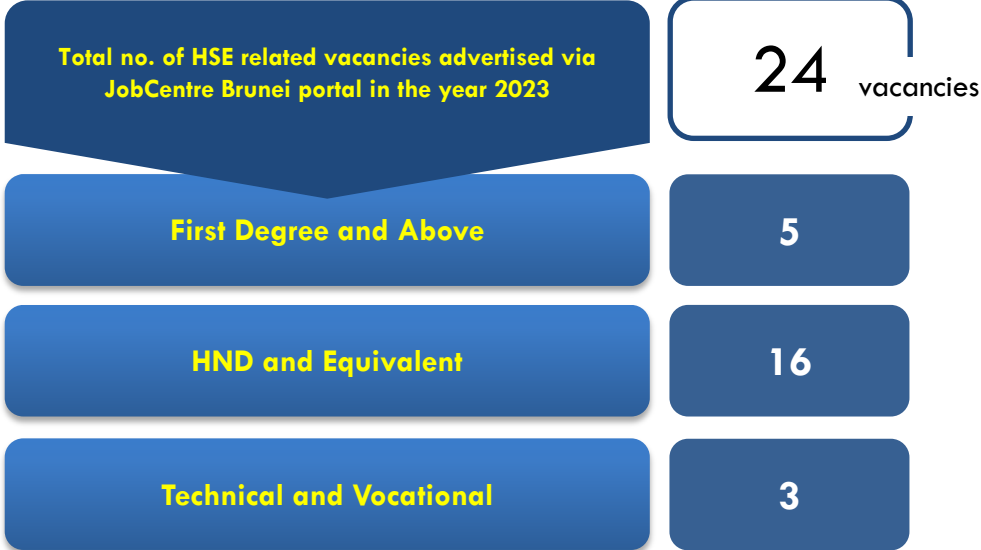 Total no. of HSE related vacancies advertised via
JobCentre Brunei portal in the year 2023
24 vacancies
First Degree and Above
5
HND and Equivalent
16
Technical and Vocational
3